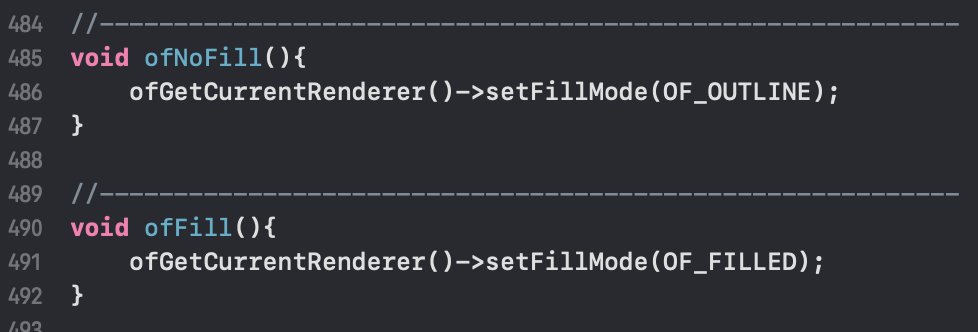 484 //----------------------------------------------------------
485 void ofNoFill(){
486     ofGetCurrentRenderer()->setFillMode(OF_OUTLINE);
487 }
488
489 //----------------------------------------------------------
490 void ofFill(){
491     ofGetCurrentRenderer()->setFillMode(OF_FILLED);
492 }
493